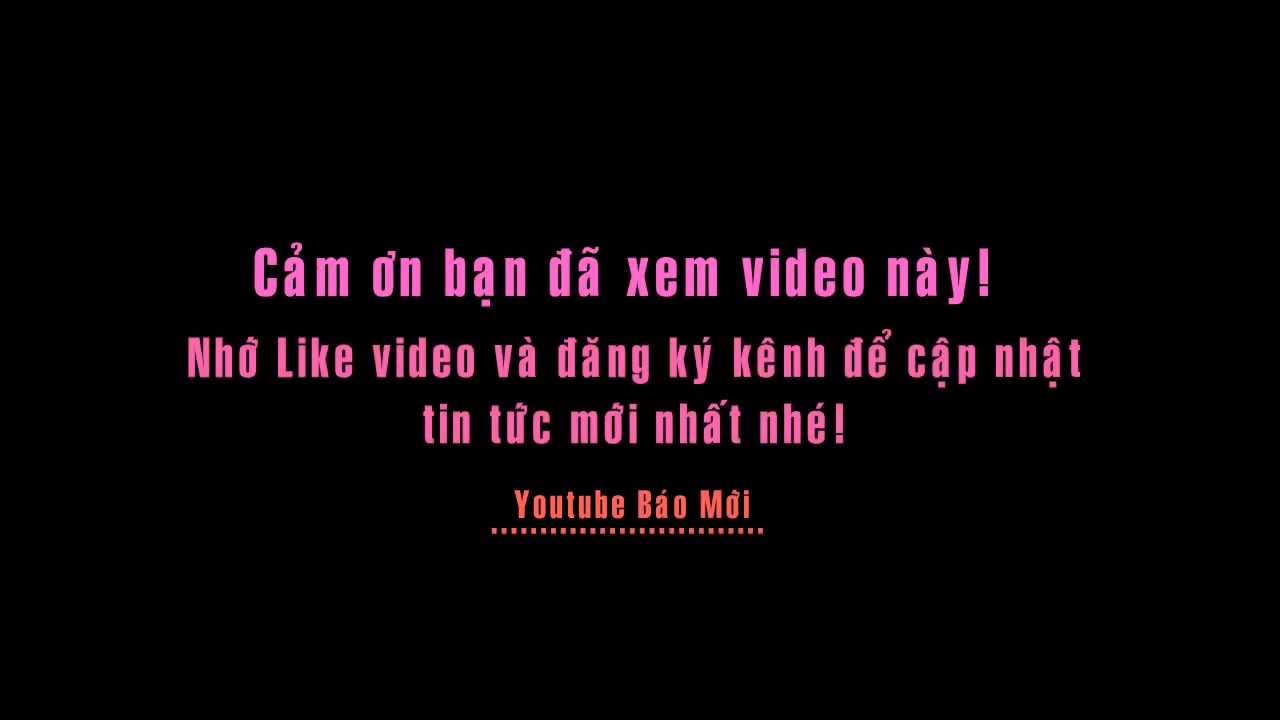 Cảm ơn bạn đã xem video này!
Nhớ Like video và đăng ký kênh để cập nhật
tin tức mới nhất nhé!
Youtube Báo Mới